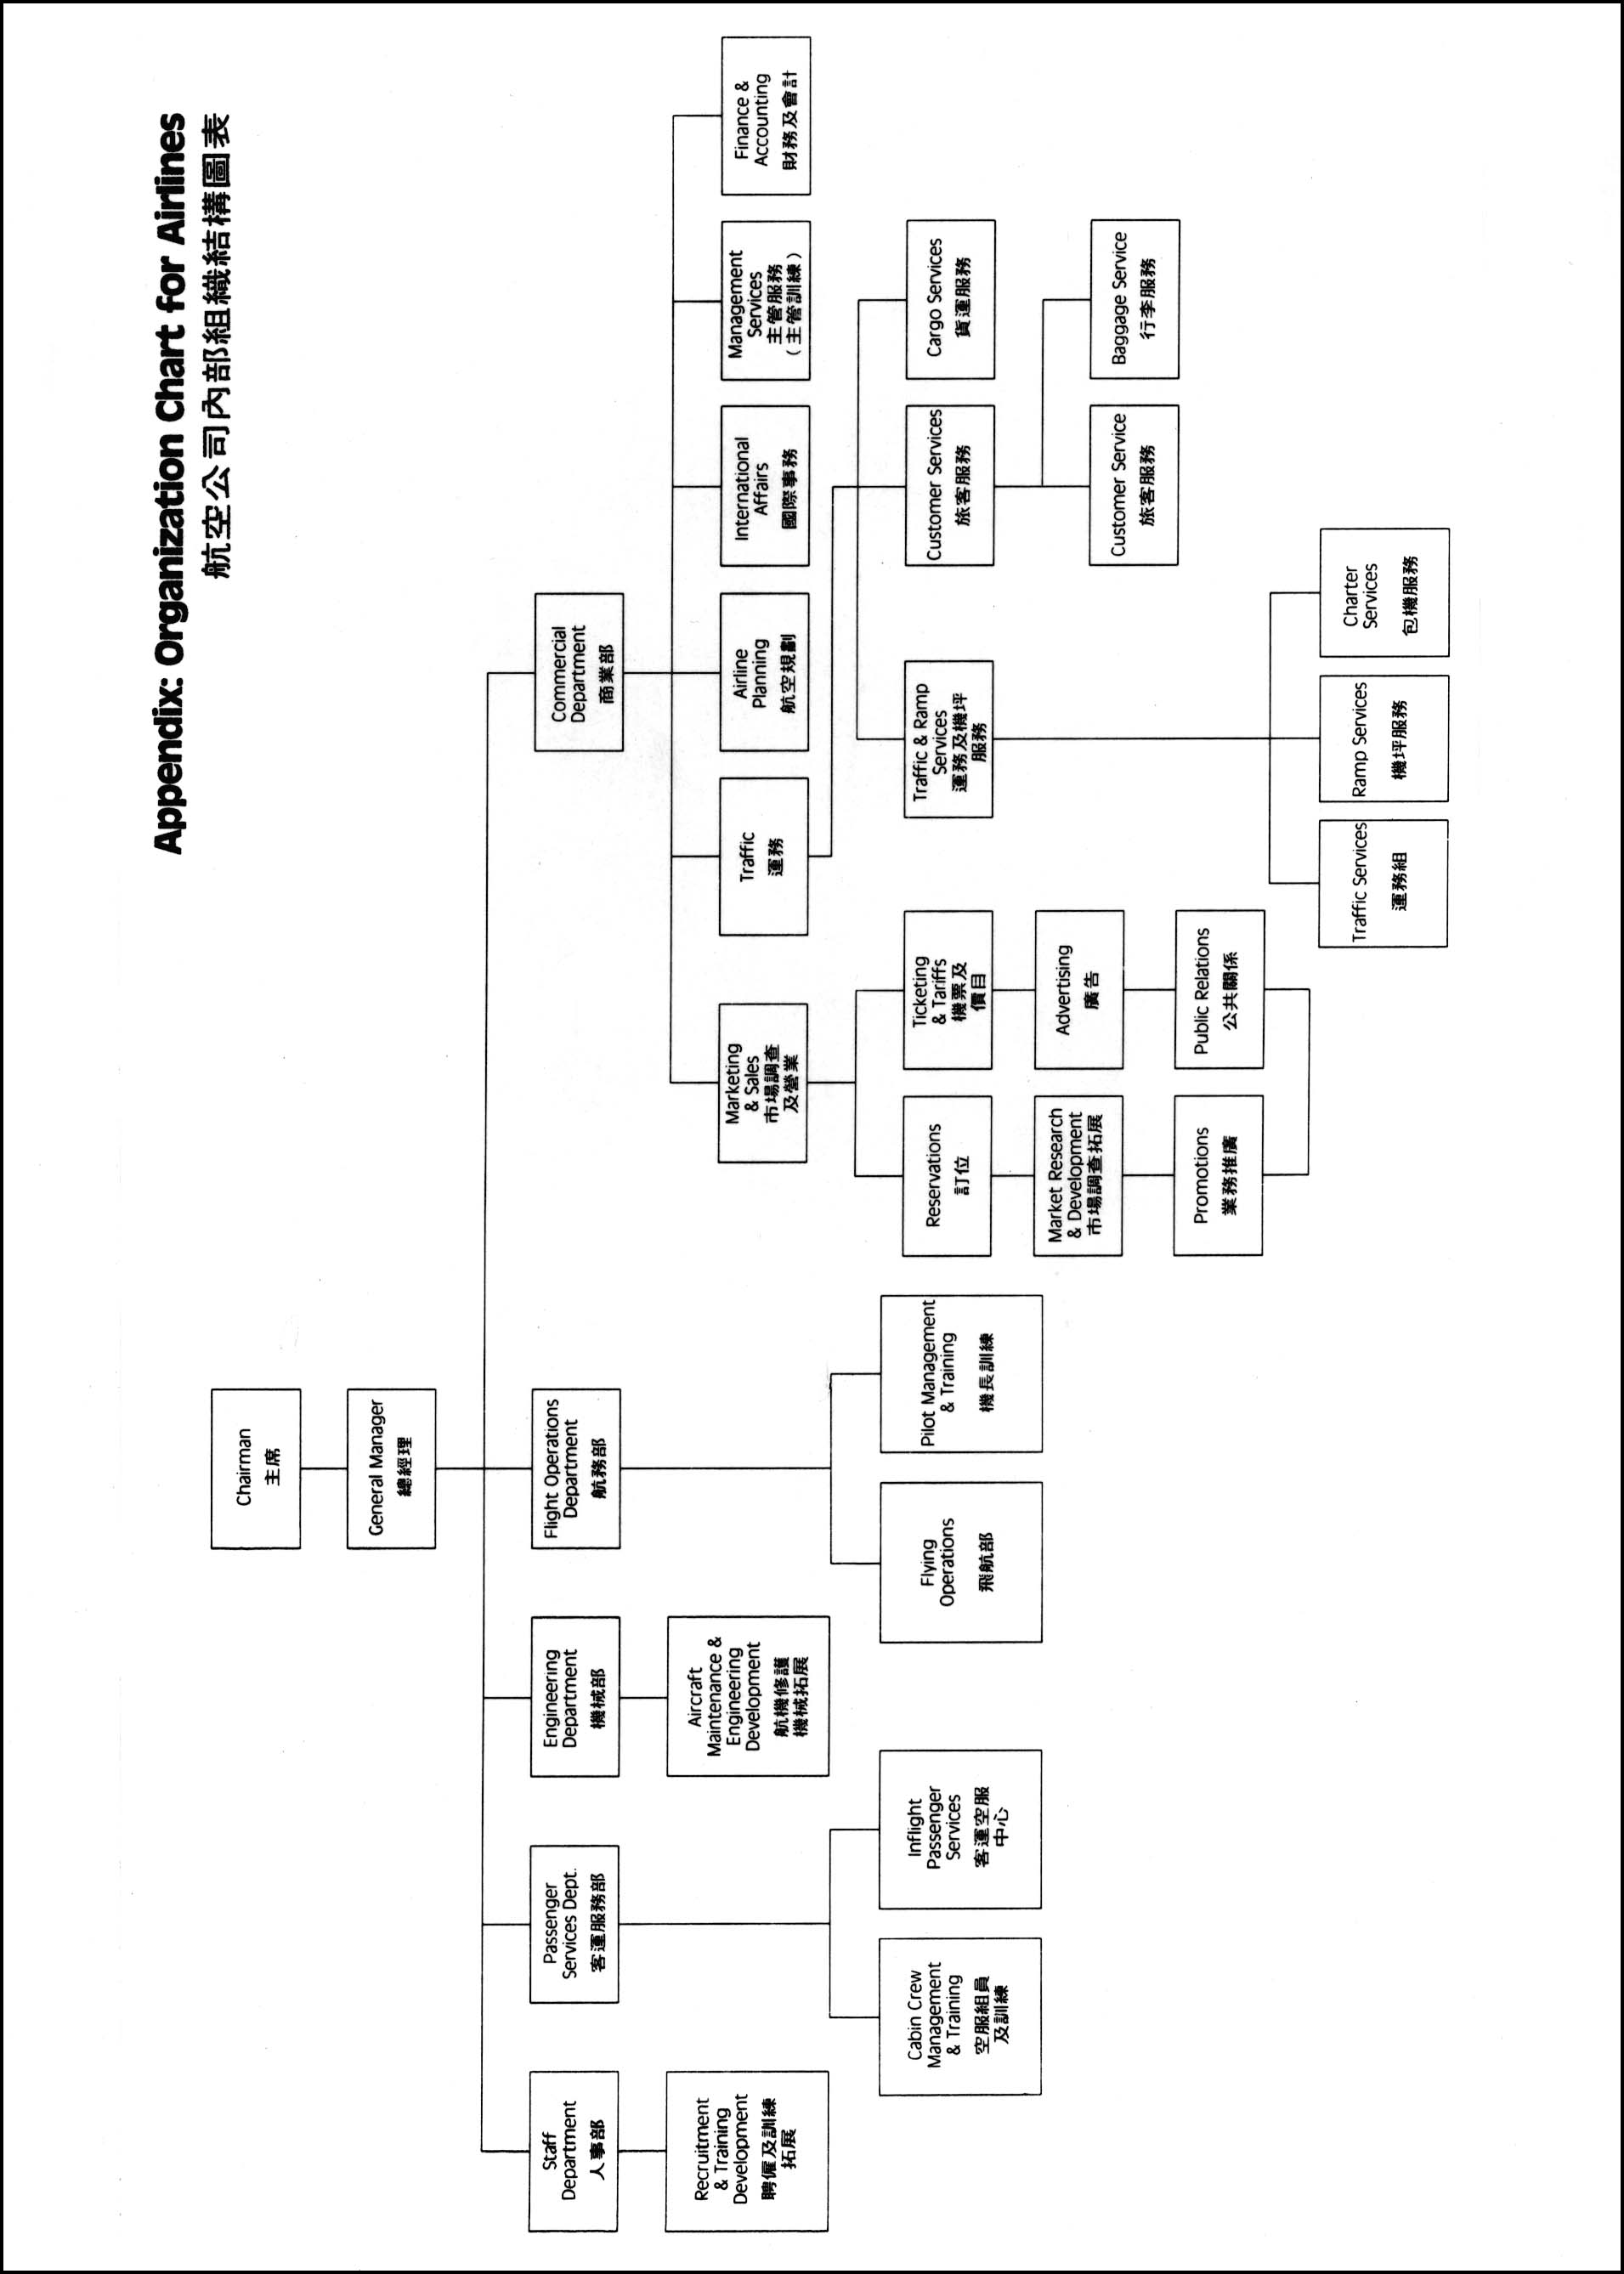 Appendix: Organization Chart for Airlines
航空公司內部組織結構圖表
Chairman
主席
General Manager
總經理
Staff
Department
人事部
Passenger
Services Dept.
客運服務部
Engineering
Department
機械部
Flight Operations
Department
航務部
Commercial
Department
商業部
Recruitment
& Training
Development
聘僱及訓練
拓展
Aircraft
Maintenance &
Engineering
Development
航機修護
機械拓展
Marketing
& Sales
市場調查
及營業
Traffic
運務
Airline
Planning
航空規劃
International
Affairs
國際事務
Management
Services
主管服務
(主管訓練)
Finance &
Accounting
財務及會計
Cabin Crew
Management
& Training
空服組員
及訓練
Inflight
Passenger
Services
客運空服
中心
Flying
Operations
飛航部
Pilot Management
& Training
機長訓練
Reservations
訂位
Ticketing
& Tariffs
機票及
價目
Traffic & Ramp
Services
運務及機坪
服務
Customer Services
旅客服務
Cargo Services
貨運服務
Market Research
& Development
市場調查拓展
Advertising
廣告
Customer Service
旅客服務
Baggage Service
行李服務
Promotions
業務推廣
Public Relations
公共關係
Traffic Services
運務組
Ramp Services
機坪服務
Charter
Services
包機服務